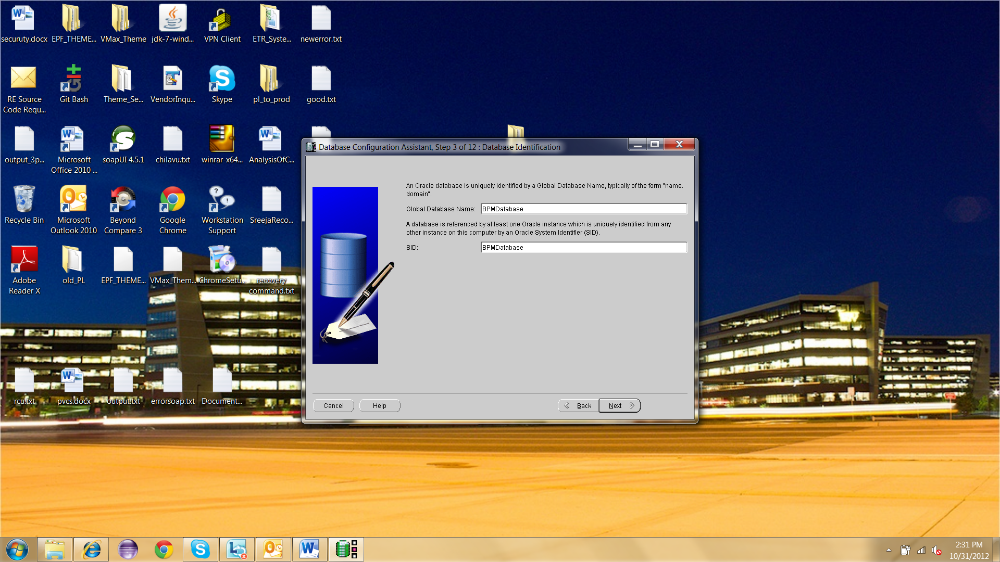 securuty.docx
EPF_THEME...
VMax_Theme
jdk-7-wind...
VPN Client
ETR_Syste...
newerror.txt
RE Source
Code Requ...
Git Bash
Theme_Se...
VendorInqu...
Skype
pl_to_prod
good.txt
output_3p...
Microsoft
Office 2010 ...
soapUI 4.5.1
chilavu.txt
winrar-x64...
AnalysisOfC...
Recycle Bin
Microsoft
Outlook 2010
Beyond
Compare 3
Google
Chrome
Workstation
Support
SreejaReco...
Adobe
Reader X
old_PL
EPF_THEME...
VMax_Them...
ChromeSetu...
recovery
command.txt
rcu.txt
pvcs.docx
output.txt
errorsoap.txt
Document...
Database Configuration Assistant, Step 3 of 12 : Database Identification
An Oracle database is uniquely identified by a Global Database Name, typically of the form "name.
domain".
Global Database Name: BPMDatabase
A database is referenced by at least one Oracle instance which is uniquely identified from any
other instance on this computer by an Oracle System Identifier (SID).
SID: BPMDatabase
Cancel
Help
Back
Next
2:31 PM
10/31/2012